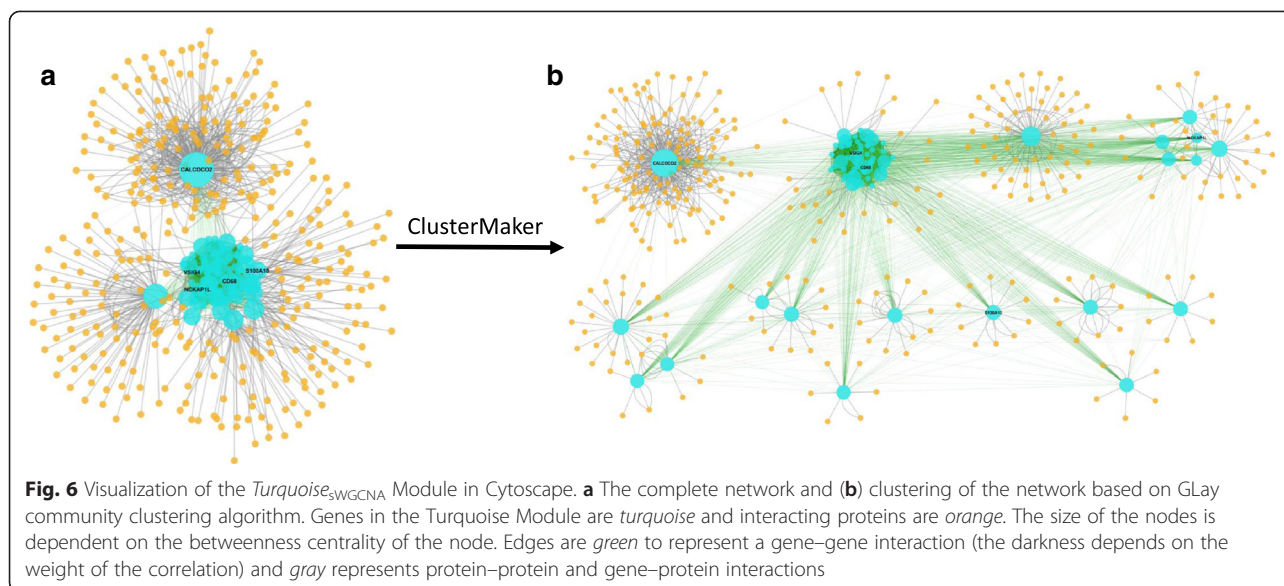 a
b
CALCOCO2
VSIG4
S100A16
CD68
NCKAP1L
ClusterMaker
CALCOCO2
VSIG4
CD68
NCKAP1L
Fig. 6 Visualization of the TurquoisesWGCNA Module in Cytoscape. a The complete network and (b) clustering of the network based on GLay
community clustering algorithm. Genes in the Turquoise Module are turquoise and interacting proteins are orange. The size of the nodes is
dependent on the betweenness centrality of the node. Edges are green to represent a gene–gene interaction (the darkness depends on the
weight of the correlation) and gray represents protein–protein and gene–protein interactions